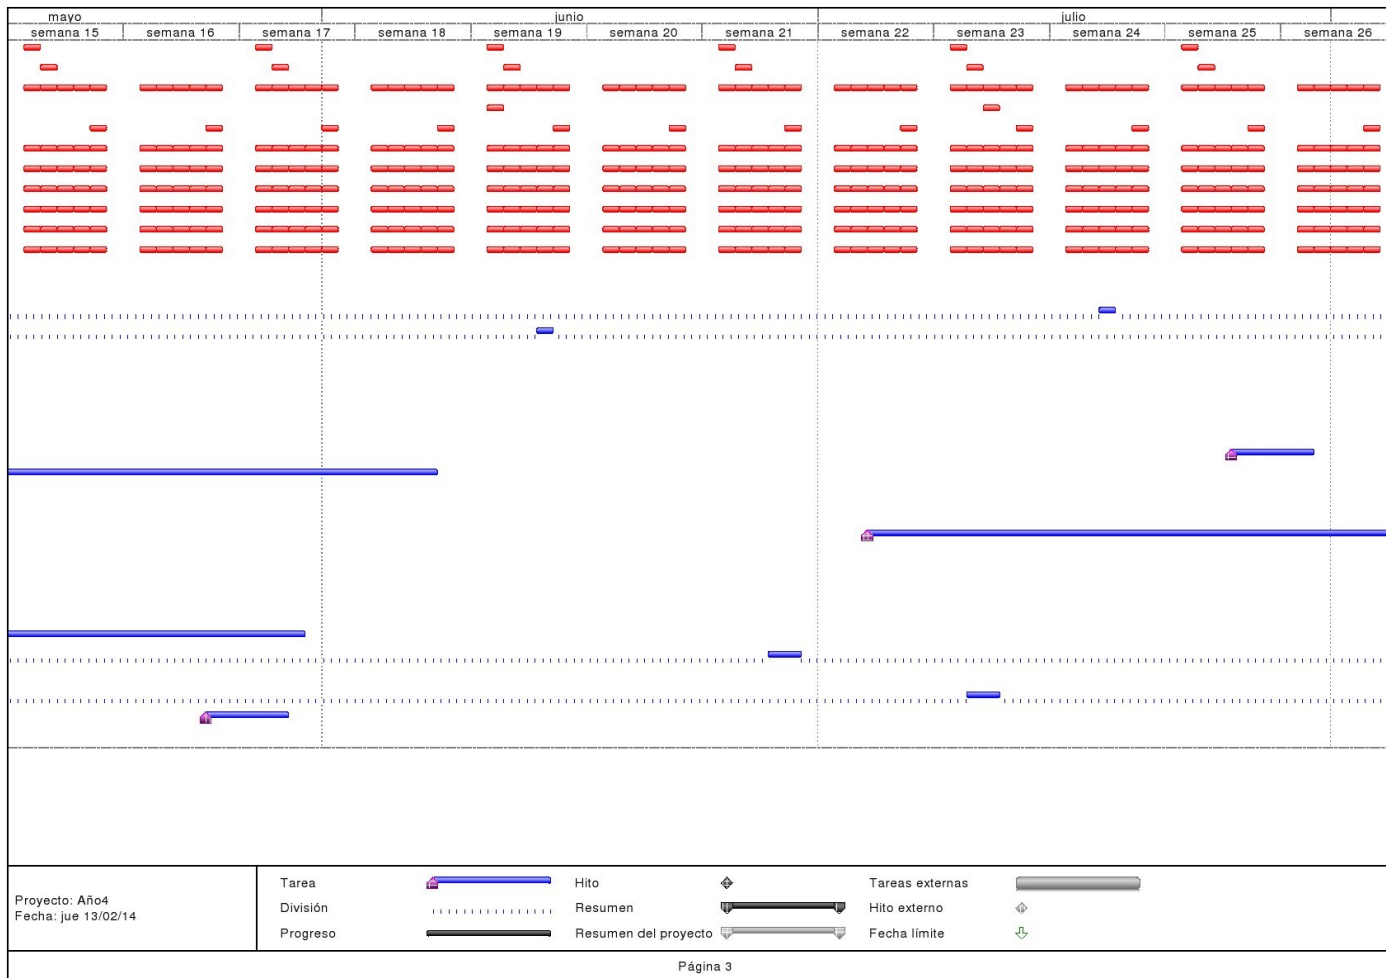 mayo junio julio
semana 15 semana 16 semana 17 semana 18 semana 19 semana 20 semana 21 semana 22 semana 23 semana 24 semana 25 semana 26
Proyecto: Año4
Fecha: jue 13/02/14
Tarea Hito Tareas externas
División Resumen Hito externo
Progreso Resumen del proyecto Fecha límite
Página 3